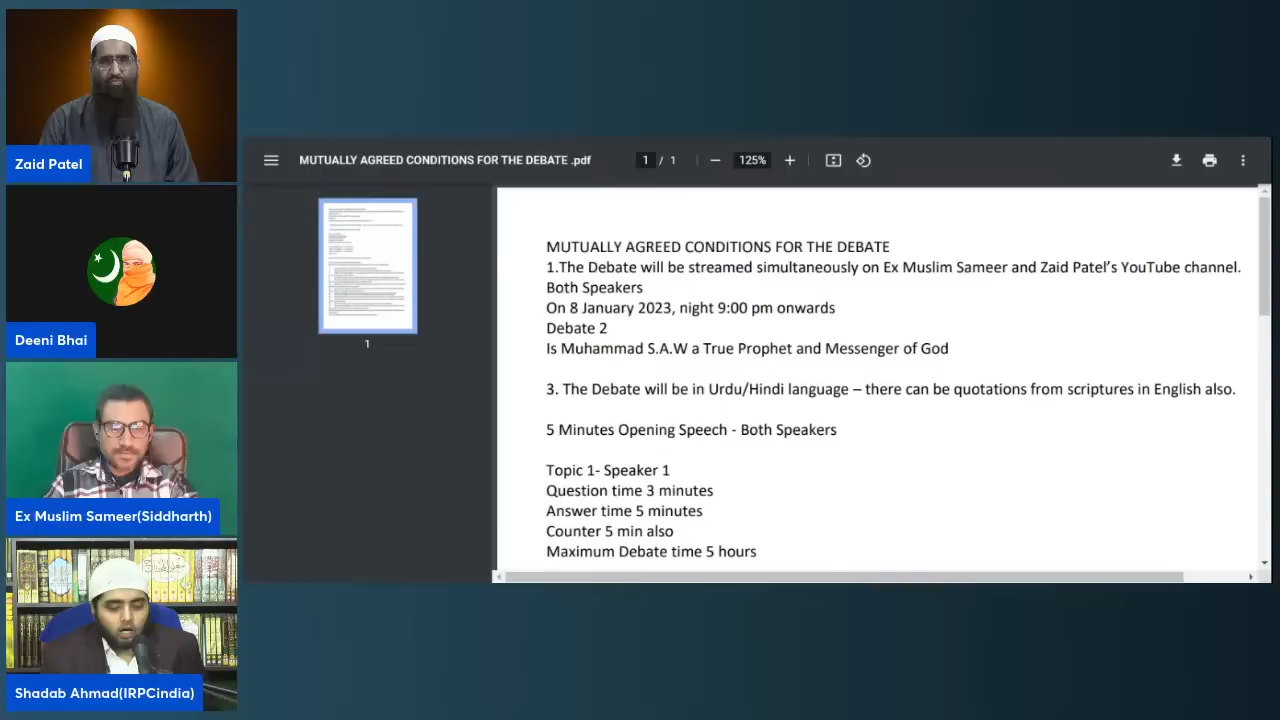 Zaid Patel
Deeni Bhai
Ex Muslim Sameer(Siddharth)
Shadab Ahmad(IRPCindia)
MUTUALLY AGREED CONDITIONS FOR THE DEBATE .pdf
1 / 1
125%
1
MUTUALLY AGREED CONDITIONS FOR THE DEBATE
1.The Debate will be streamed simultaneously on Ex Muslim Sameer and Zaid Patel’s YouTube channel.
Both Speakers
On 8 January 2023, night 9:00 pm onwards
Debate 2
Is Muhammad S.A.W a True Prophet and Messenger of God
3. The Debate will be in Urdu/Hindi language – there can be quotations from scriptures in English also.
5 Minutes Opening Speech - Both Speakers
Topic 1- Speaker 1
Question time 3 minutes
Answer time 5 minutes
Counter 5 min also
Maximum Debate time 5 hours